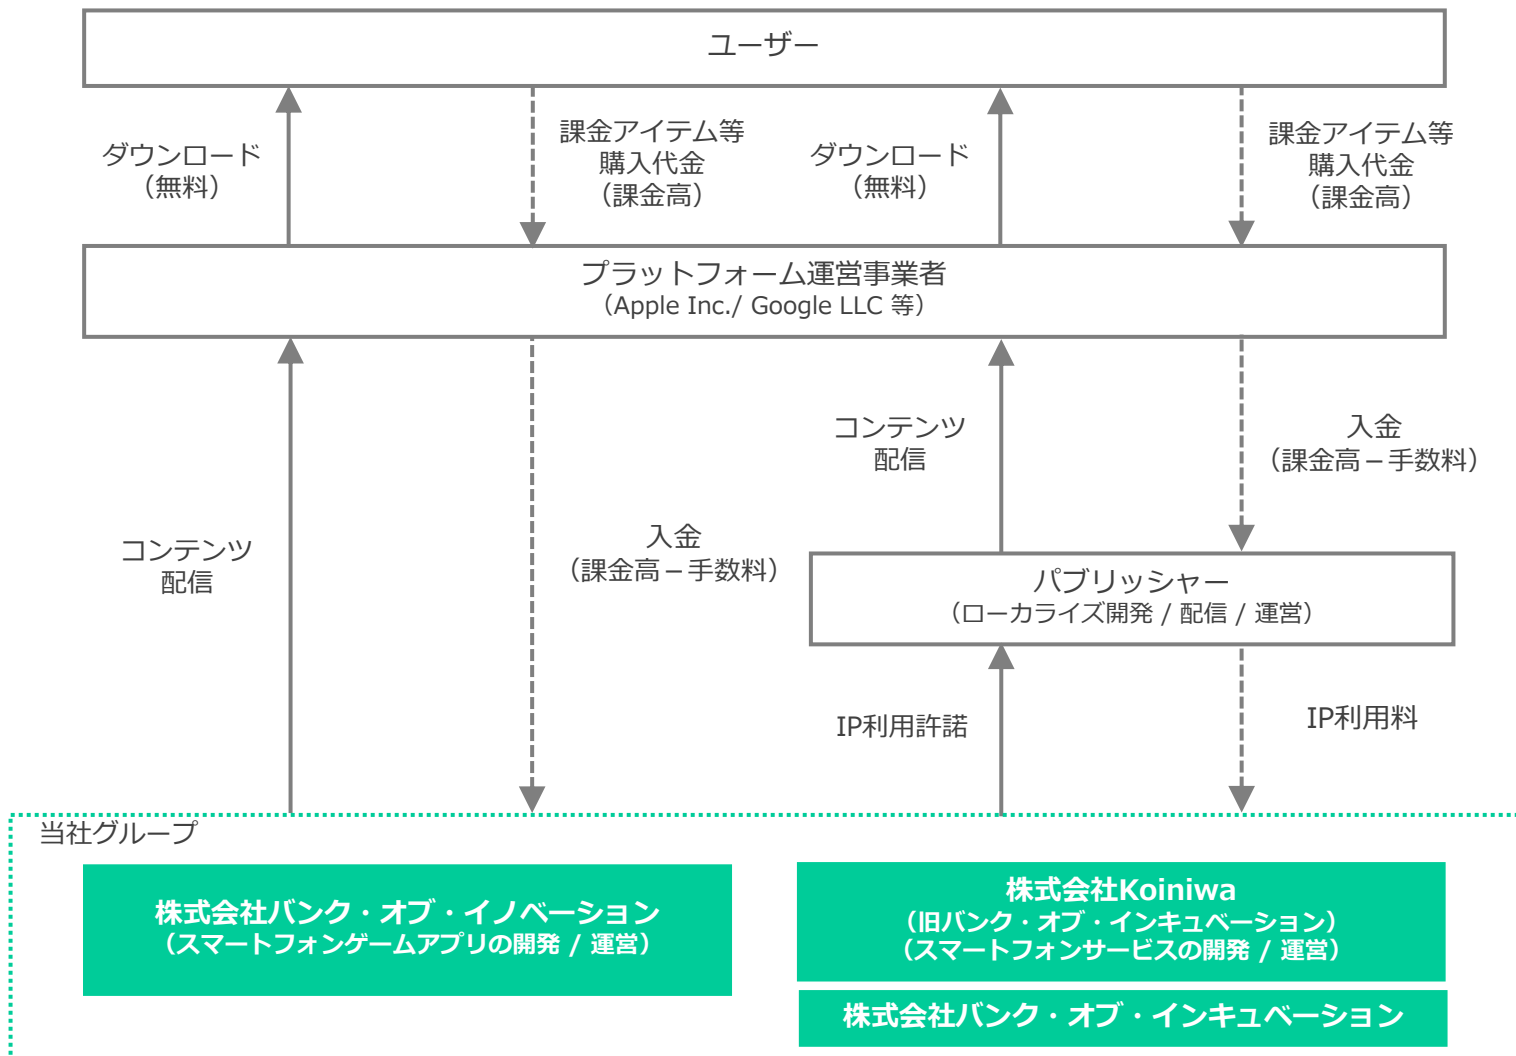 ユーザー
ダウンロード
（無料）
課金アイテム等
購入代金
（課金高）
ダウンロード
（無料）
課金アイテム等
購入代金
（課金高）
プラットフォーム運営事業者
（Apple Inc./ Google LLC 等）
コンテンツ
配信
入金
（課金高－手数料）
コンテンツ
配信
入金
（課金高－手数料）
パブリッシャー
（ローカライズ開発 / 配信 / 運営）
IP利用許諾
IP利用料
当社グループ
株式会社バンク・オブ・イノベーション
（スマートフォンゲームアプリの開発 / 運営）
株式会社Koiniwa
（旧バンク・オブ・インキュベーション）
（スマートフォンサービスの開発 / 運営）
株式会社バンク・オブ・インキュベーション